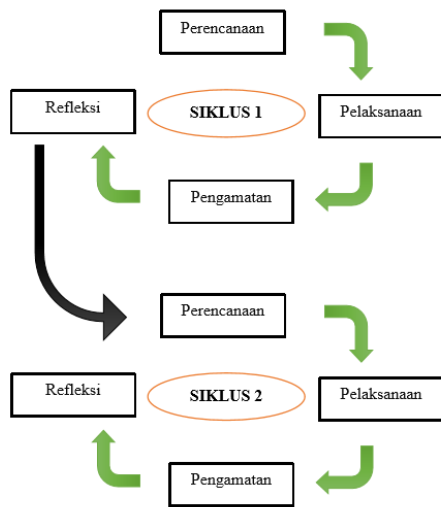 Perencanaan
Refleksi
SIKLUS 1
Pelaksanaan
Pengamatan
Perencanaan
Refleksi
SIKLUS 2
Pelaksanaan
Pengamatan